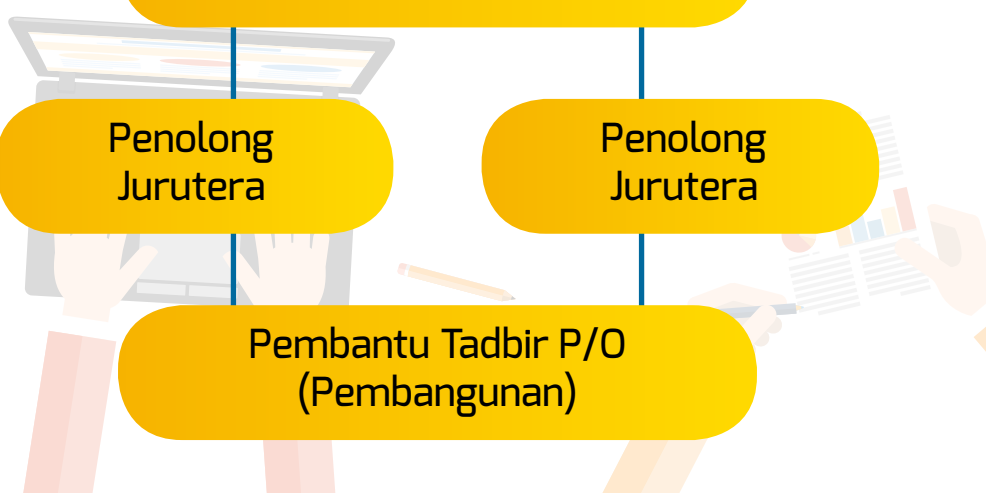 Penolong
Jurutera
Penolong
Jurutera
Pembantu Tadbir P/O
(Pembangunan)